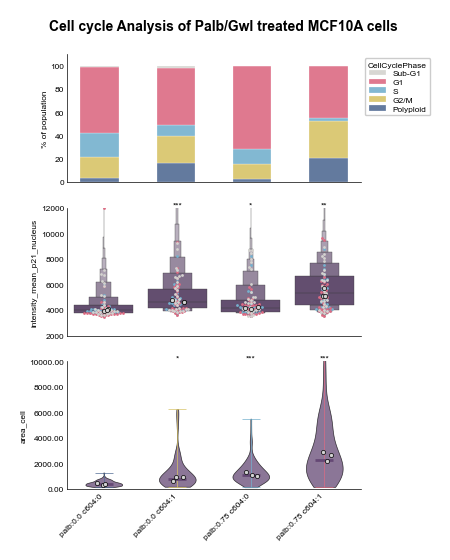 Cell cycle Analysis of Palb/Gwl treated MCF10A cells
% of population
100
80
60
40
20
0
CellCyclePhase
Sub-G1
G1
S
G2/M
Polyploid
intensity_mean_p21_nucleus
12000
10000
8000
6000
4000
2000
***
*
**
area_cell
10000.00
8000.00
6000.00
4000.00
2000.00
0.00
*
***
***
palb:0.0 c604:0
palb:0.0 c604:1
palb:0.75 c604:0
palb:0.75 c604:1